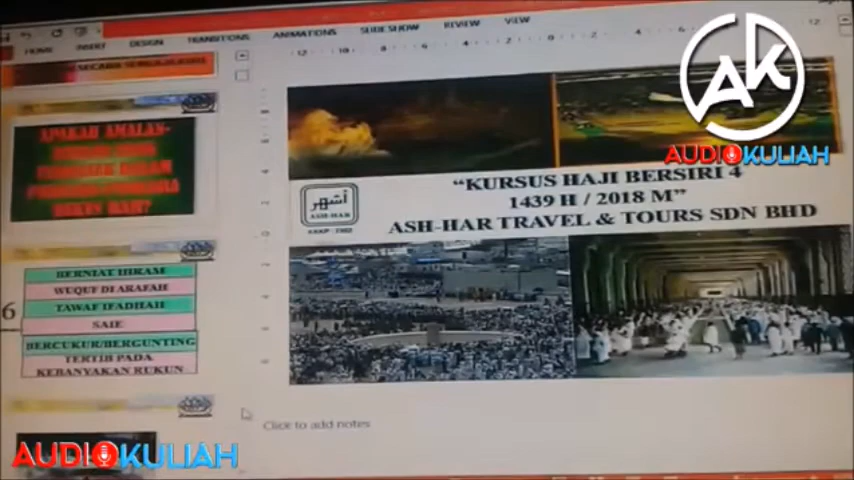 HOME INSERT DESIGN TRANSITIONS ANIMATIONS SLIDE SHOW REVIEW VIEW
AK
AUDIOKULIAH
"KURSUS HAJI BERSIRI 4
1439 H / 2018 M"
ASH-HAR TRAVEL & TOURS SDN BHD
أشهر
ASH-HAR
APAKAH AMALAN-
6
BERNIAT IHRAM
WUQUF DI ARAFAH
TAWAF IFADHAH
SAIE
BERCUKUR/BERGUNTING
TERTIB PADA
KEBANYAKAN RUKUN
Click to add notes
AUDIOKULIAH